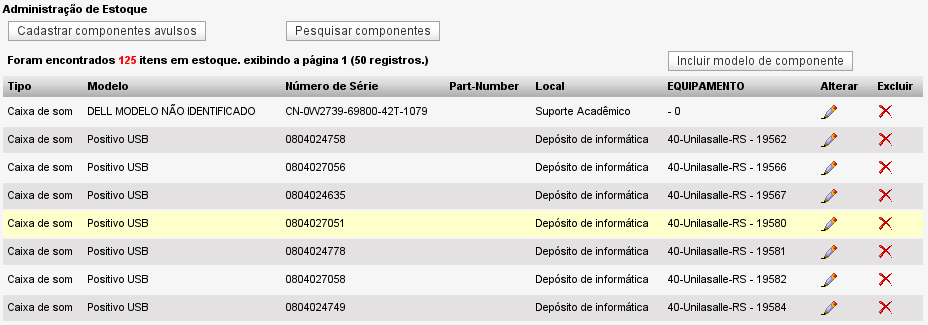 Administração de Estoque
Cadastrar componentes avulsos Pesquisar componentes
Foram encontrados 125 itens em estoque. exibindo a página 1 (50 registros.) Incluir modelo de componente
Tipo Modelo Número de Série Part-Number Local EQUIPAMENTO Alterar Excluir
Caixa de som DELL MODELO NÃO IDENTIFICADO CN-0W2739-69800-42T-1079 Suporte Acadêmico - 0
Caixa de som Positivo USB 0804024758 Depósito de informática 40-Unilasalle-RS - 19562
Caixa de som Positivo USB 0804027056 Depósito de informática 40-Unilasalle-RS - 19566
Caixa de som Positivo USB 0804024635 Depósito de informática 40-Unilasalle-RS - 19567
Caixa de som Positivo USB 0804027051 Depósito de informática 40-Unilasalle-RS - 19580
Caixa de som Positivo USB 0804024778 Depósito de informática 40-Unilasalle-RS - 19581
Caixa de som Positivo USB 0804027058 Depósito de informática 40-Unilasalle-RS - 19582
Caixa de som Positivo USB 0804024749 Depósito de informática 40-Unilasalle-RS - 19584